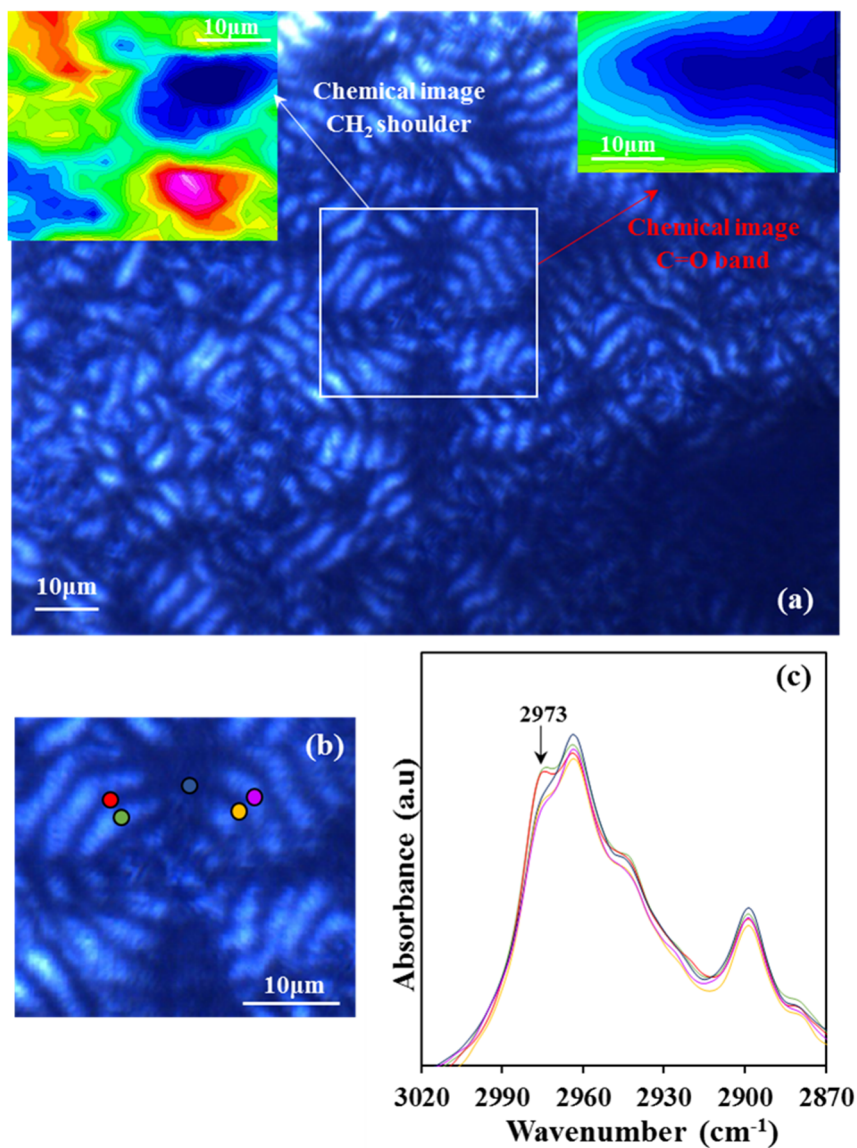 10μm
10μm
Chemical image
CH₂ shoulder
Chemical image
C=O band
10μm
(a)
(b)
10μm
(c)
2973
Absorbance (a.u)
3020 2990 2960 2930 2900 2870
Wavenumber (cm⁻¹)